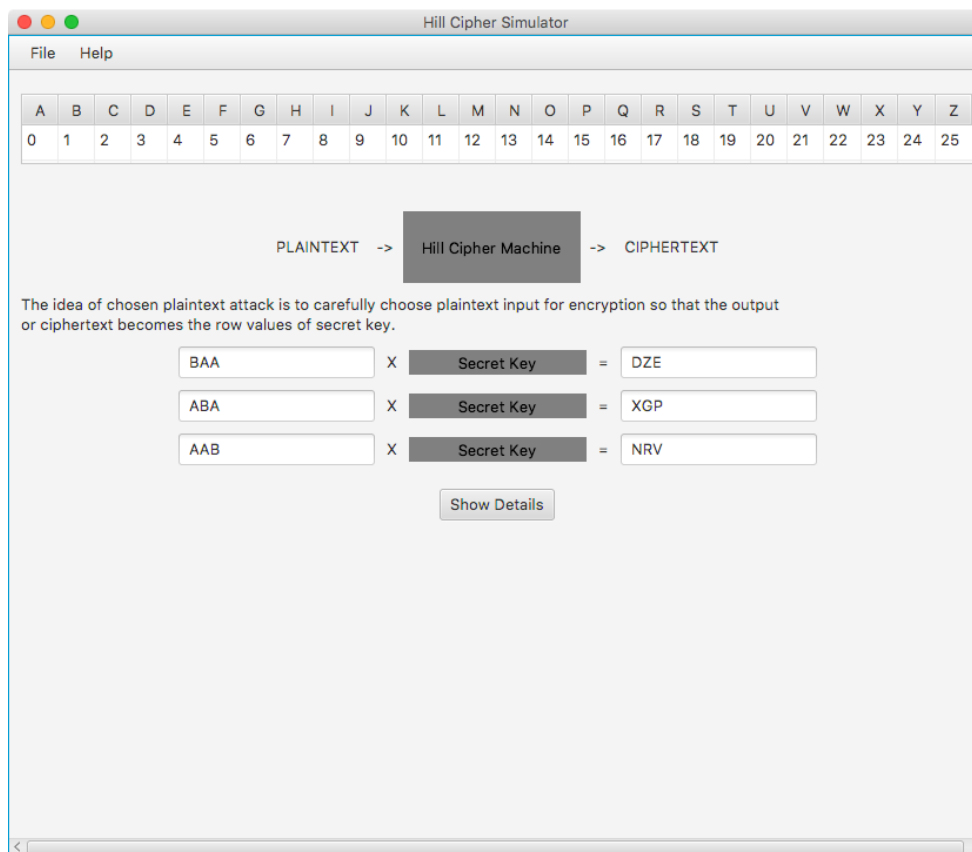 Hill Cipher Simulator
File Help
A B C D E F G H I J K L M N O P Q R S T U V W X Y Z
0 1 2 3 4 5 6 7 8 9 10 11 12 13 14 15 16 17 18 19 20 21 22 23 24 25
PLAINTEXT -> Hill Cipher Machine -> CIPHERTEXT
The idea of chosen plaintext attack is to carefully choose plaintext input for encryption so that the output
or ciphertext becomes the row values of secret key.
BAA X Secret Key = DZE
ABA X Secret Key = XGP
AAB X Secret Key = NRV
Show Details